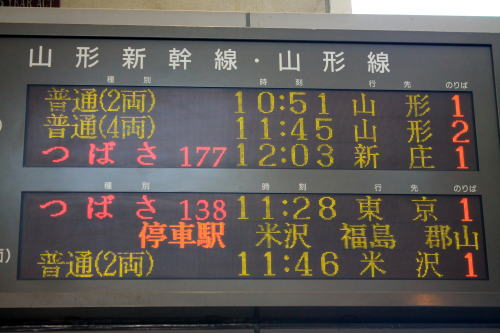 山形新幹線・山形線
種別 時刻 行先 のりば
普通(2両) 10:51 山形 1
普通(4両) 11:45 山形 2
つばさ 177 12:03 新庄 1
種別 時刻 行先 のりば
つばさ 138 11:28 東京 1
停車駅 米沢 福島 郡山
普通(2両) 11:46 米沢 1